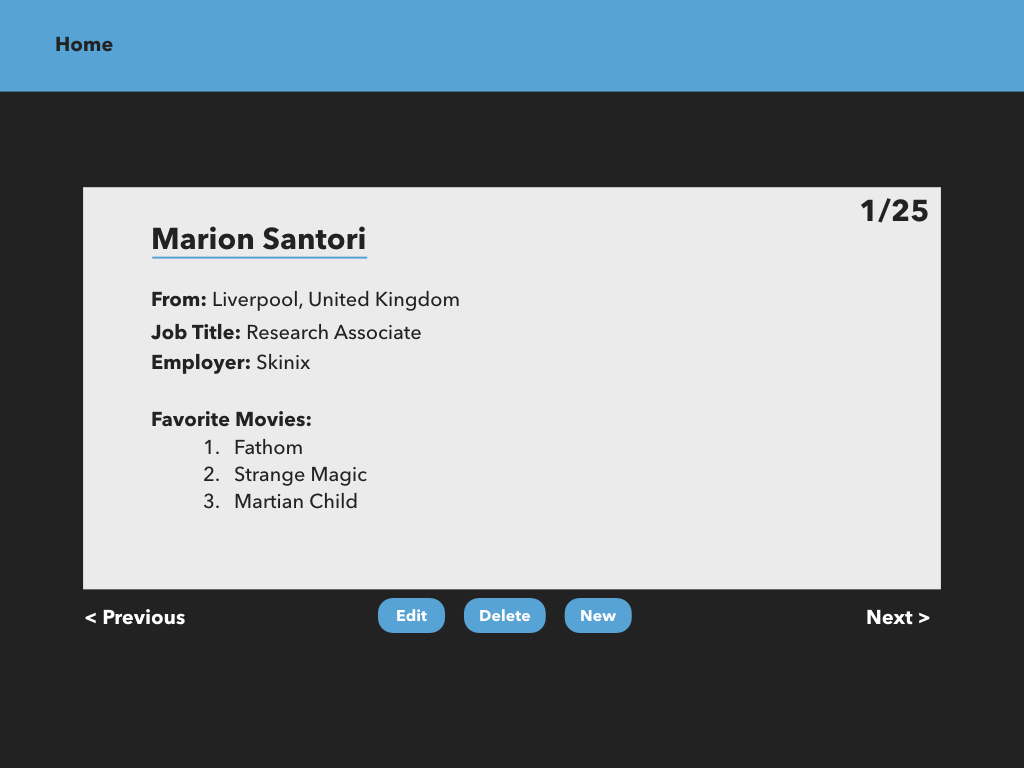 Home
1/25
Marion Santori
From: Liverpool, United Kingdom
Job Title: Research Associate
Employer: Skinix
Favorite Movies:
1. Fathom
2. Strange Magic
3. Martian Child
< Previous
Edit
Delete
New
Next >